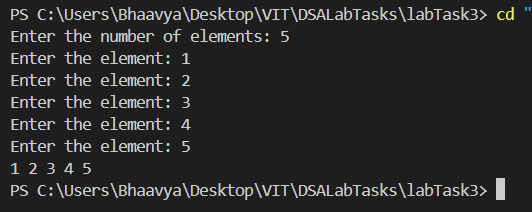 PS C:\Users\Bhaavya\Desktop\VIT\DSALabTasks\labTask3> cd "
Enter the number of elements: 5
Enter the element: 1
Enter the element: 2
Enter the element: 3
Enter the element: 4
Enter the element: 5
1 2 3 4 5
PS C:\Users\Bhaavya\Desktop\VIT\DSALabTasks\labTask3>